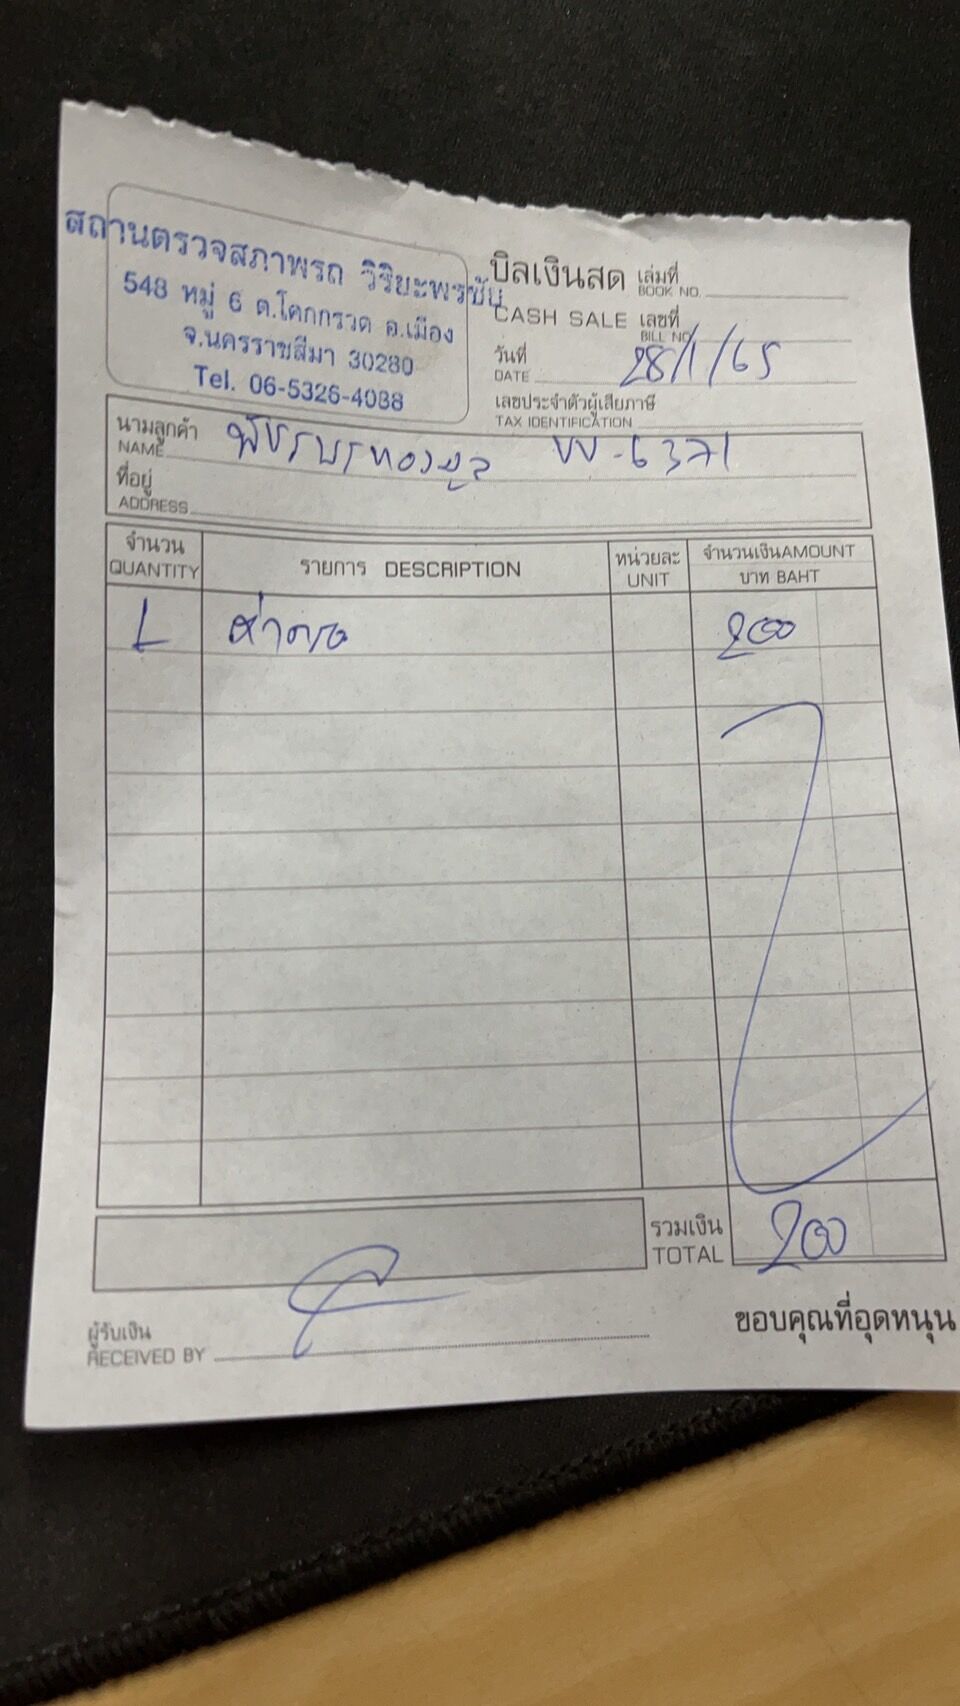 สถานตรวจสภาพรถ วิริยะพรชัย
548 หมู่ 6 ต.โคกกรวด อ.เมือง
จ.นครราชสีมา 30280
Tel. 06-5326-4088
บิลเงินสด เล่มที่
BOOK NO.
CASH SALE เลขที่
BILL NO.
วันที่
DATE 28/1/65
เลขประจำตัวผู้เสียภาษี
TAX IDENTIFICATION
นามลูกค้า
NAME 6371
ที่อยู่
ADDRESS
จำนวน รายการ DESCRIPTION หน่วยละ จำนวนเงิน AMOUNT
QUANTITY UNIT บาท BAHT
1 ค่าตรวจ 200
รวมเงิน
TOTAL 200
ผู้รับเงิน
RECEIVED BY
ขอบคุณที่อุดหนุน